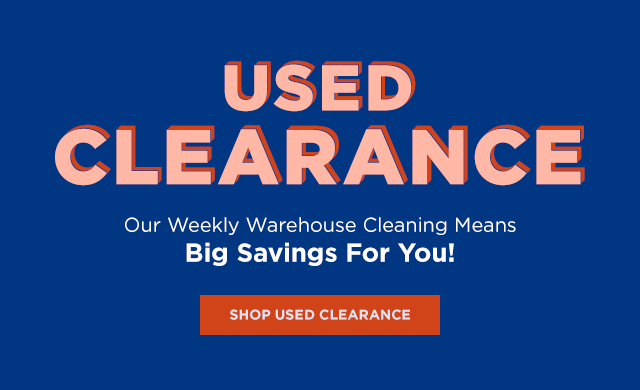 USED
CLEARANCE
Our Weekly Warehouse Cleaning Means
Big Savings For You!
SHOP USED CLEARANCE